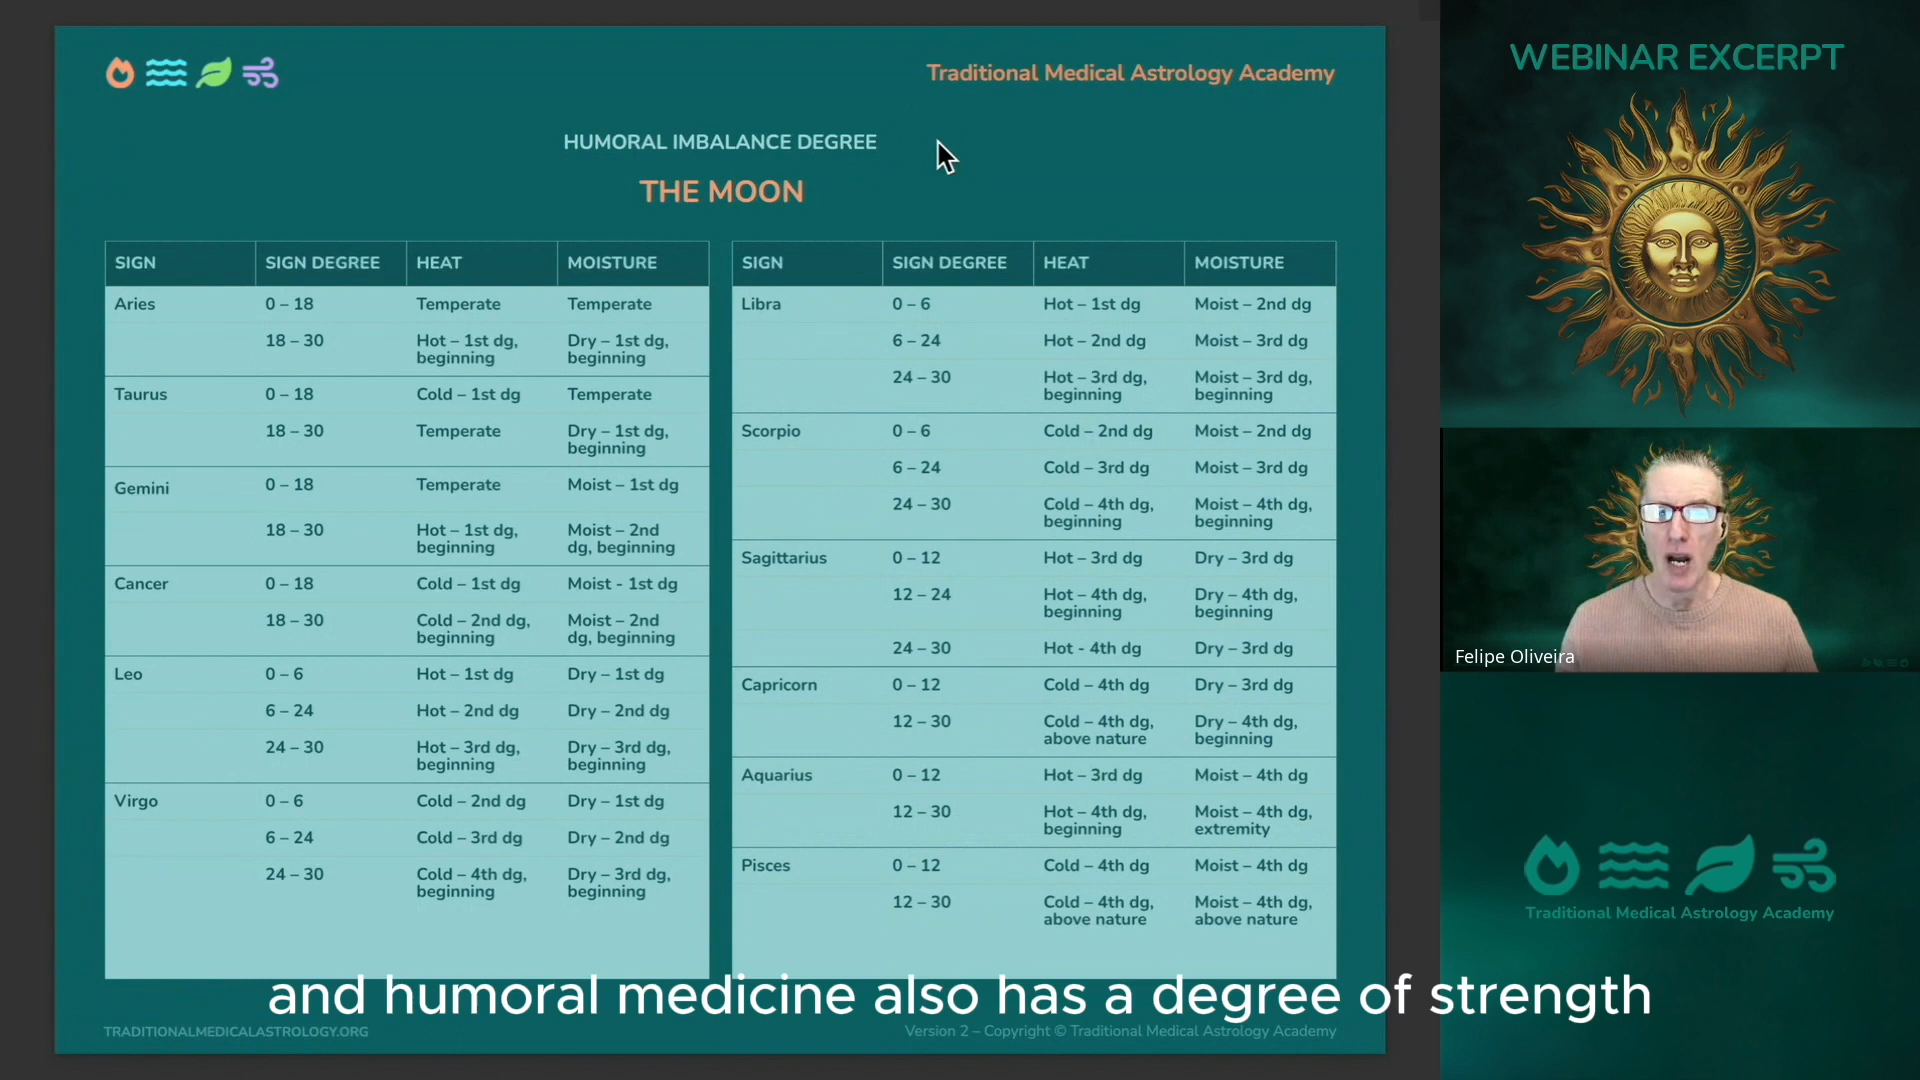 Traditional Medical Astrology Academy
HUMORAL IMBALANCE DEGREE
THE MOON
SIGN SIGN DEGREE HEAT MOISTURE
Aries 0 – 18 Temperate Temperate
18 – 30 Hot – 1st dg, Dry – 1st dg,
beginning beginning
Taurus 0 – 18 Cold – 1st dg Temperate
18 – 30 Temperate Dry – 1st dg,
beginning
Gemini 0 – 18 Temperate Moist – 1st dg
18 – 30 Hot – 1st dg, Moist – 2nd
beginning dg, beginning
Cancer 0 – 18 Cold – 1st dg Moist - 1st dg
18 – 30 Cold – 2nd dg, Moist – 2nd
beginning dg, beginning
Leo 0 – 6 Hot – 1st dg Dry – 1st dg
6 – 24 Hot – 2nd dg Dry – 2nd dg
24 – 30 Hot – 3rd dg, Dry – 3rd dg,
beginning beginning
Virgo 0 – 6 Cold – 2nd dg Dry – 1st dg
6 – 24 Cold – 3rd dg Dry – 2nd dg
24 – 30 Cold – 4th dg, Dry – 3rd dg,
beginning beginning
SIGN SIGN DEGREE HEAT MOISTURE
Libra 0 – 6 Hot – 1st dg Moist – 2nd dg
6 – 24 Hot – 2nd dg Moist – 3rd dg
24 – 30 Hot – 3rd dg, Moist – 3rd dg,
beginning beginning
Scorpio 0 – 6 Cold – 2nd dg Moist – 2nd dg
6 – 24 Cold – 3rd dg Moist – 3rd dg
24 – 30 Cold – 4th dg, Moist – 4th dg,
beginning beginning
Sagittarius 0 – 12 Hot – 3rd dg Dry – 3rd dg
12 – 24 Hot – 4th dg, Dry – 4th dg,
beginning beginning
24 – 30 Hot - 4th dg Dry – 3rd dg
Capricorn 0 – 12 Cold – 4th dg Dry – 3rd dg
12 – 30 Cold – 4th dg, Dry – 4th dg,
above nature beginning
Aquarius 0 – 12 Hot – 3rd dg Moist – 4th dg
12 – 30 Hot – 4th dg, Moist – 4th dg,
beginning extremity
Pisces 0 – 12 Cold – 4th dg Moist – 4th dg
12 – 30 Cold – 4th dg, Moist – 4th dg,
above nature above nature
and humoral medicine also has a degree of strength
TRADITIONALMEDICALASTROLOGY.ORG
Version 2 – Copyright © Traditional Medical Astrology Academy
WEBINAR EXCERPT
Felipe Oliveira
Traditional Medical Astrology Academy